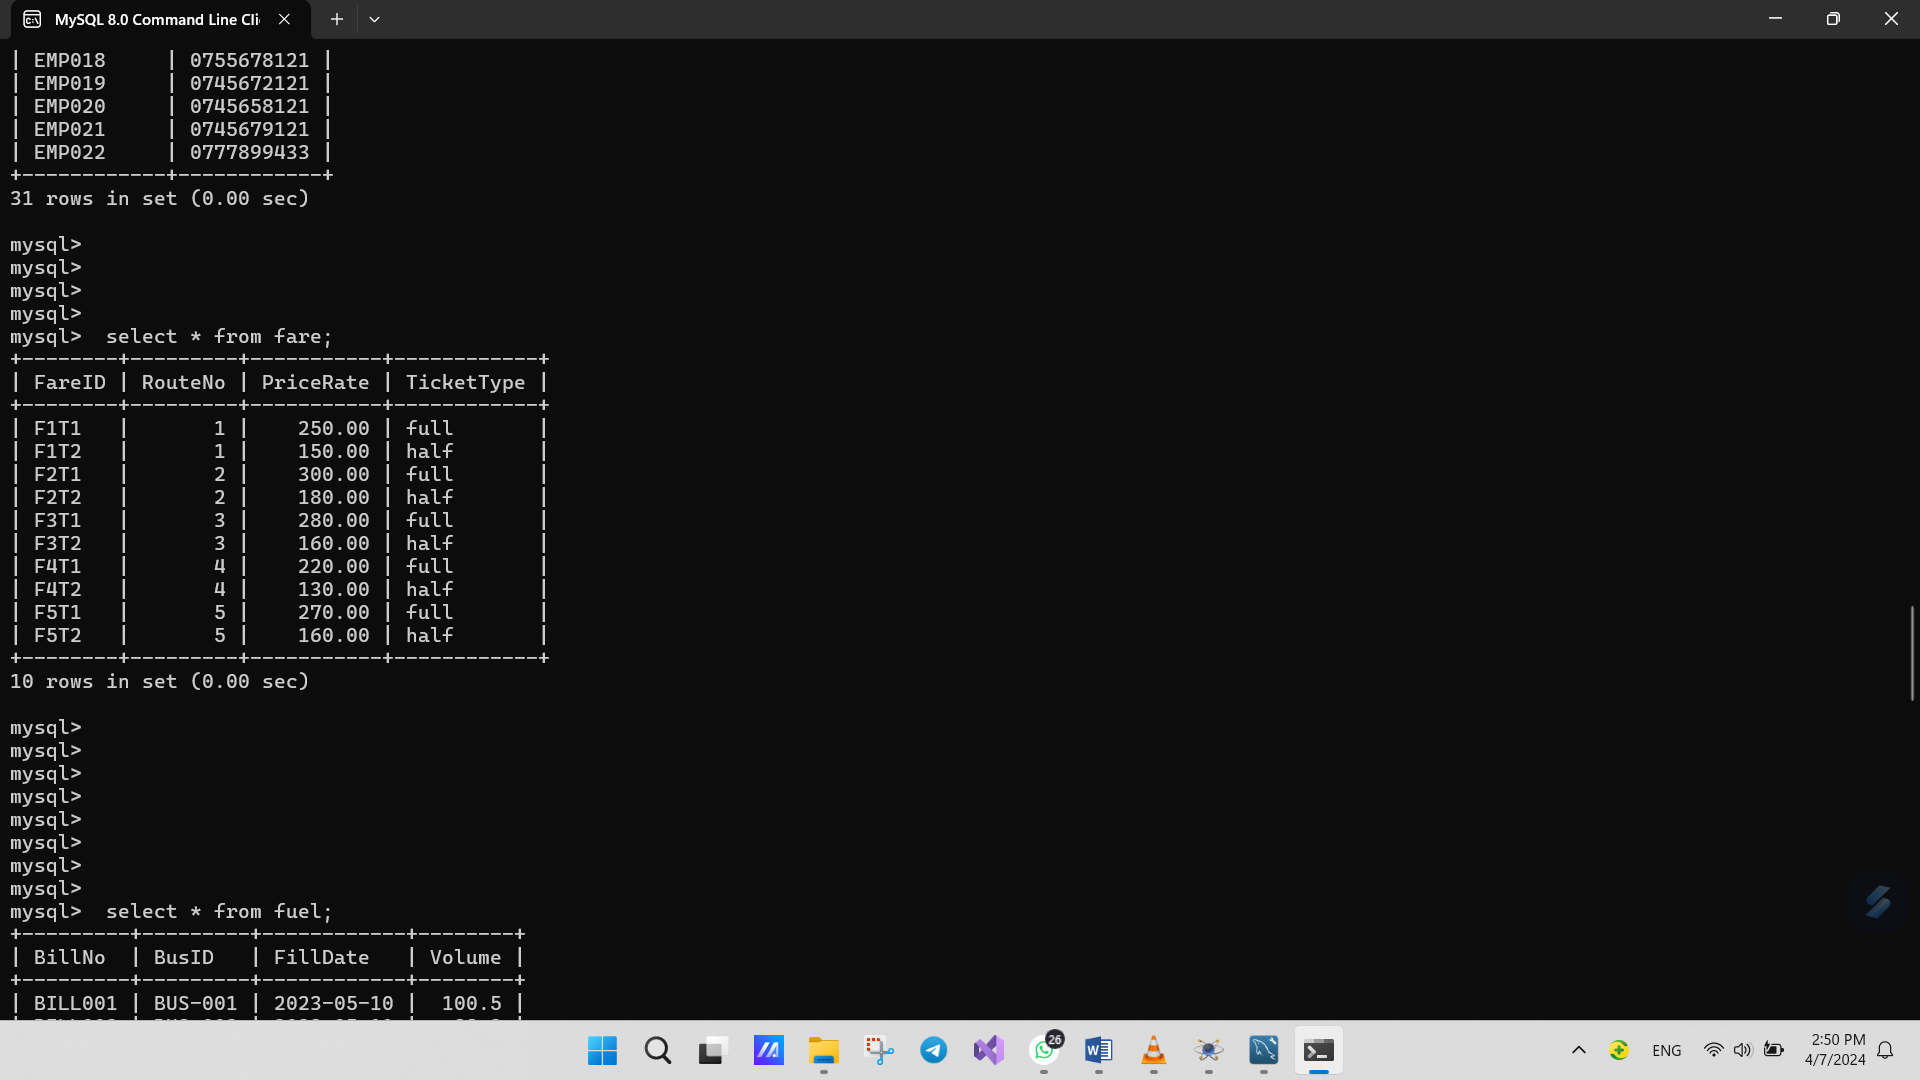 MySQL 8.0 Command Line Cli
| EMP018     | 0755678121 |
| EMP019     | 0745672121 |
| EMP020     | 0745658121 |
| EMP021     | 0745679121 |
| EMP022     | 0777899433 |
+------------+------------+
31 rows in set (0.00 sec)
mysql>
mysql>
mysql>
mysql>
mysql>  select * from fare;
+--------+---------+-----------+------------+
| FareID | RouteNo | PriceRate | TicketType |
+--------+---------+-----------+------------+
| F1T1   |       1 |    250.00 | full       |
| F1T2   |       1 |    150.00 | half       |
| F2T1   |       2 |    300.00 | full       |
| F2T2   |       2 |    180.00 | half       |
| F3T1   |       3 |    280.00 | full       |
| F3T2   |       3 |    160.00 | half       |
| F4T1   |       4 |    220.00 | full       |
| F4T2   |       4 |    130.00 | half       |
| F5T1   |       5 |    270.00 | full       |
| F5T2   |       5 |    160.00 | half       |
+--------+---------+-----------+------------+
10 rows in set (0.00 sec)
mysql>
mysql>
mysql>
mysql>
mysql>
mysql>
mysql>
mysql>
mysql>  select * from fuel;
+---------+---------+------------+--------+
| BillNo  | BusID   | FillDate   | Volume |
+---------+---------+------------+--------+
| BILL001 | BUS-001 | 2023-05-10 |  100.5 |
26
ENG
2:50 PM
4/7/2024